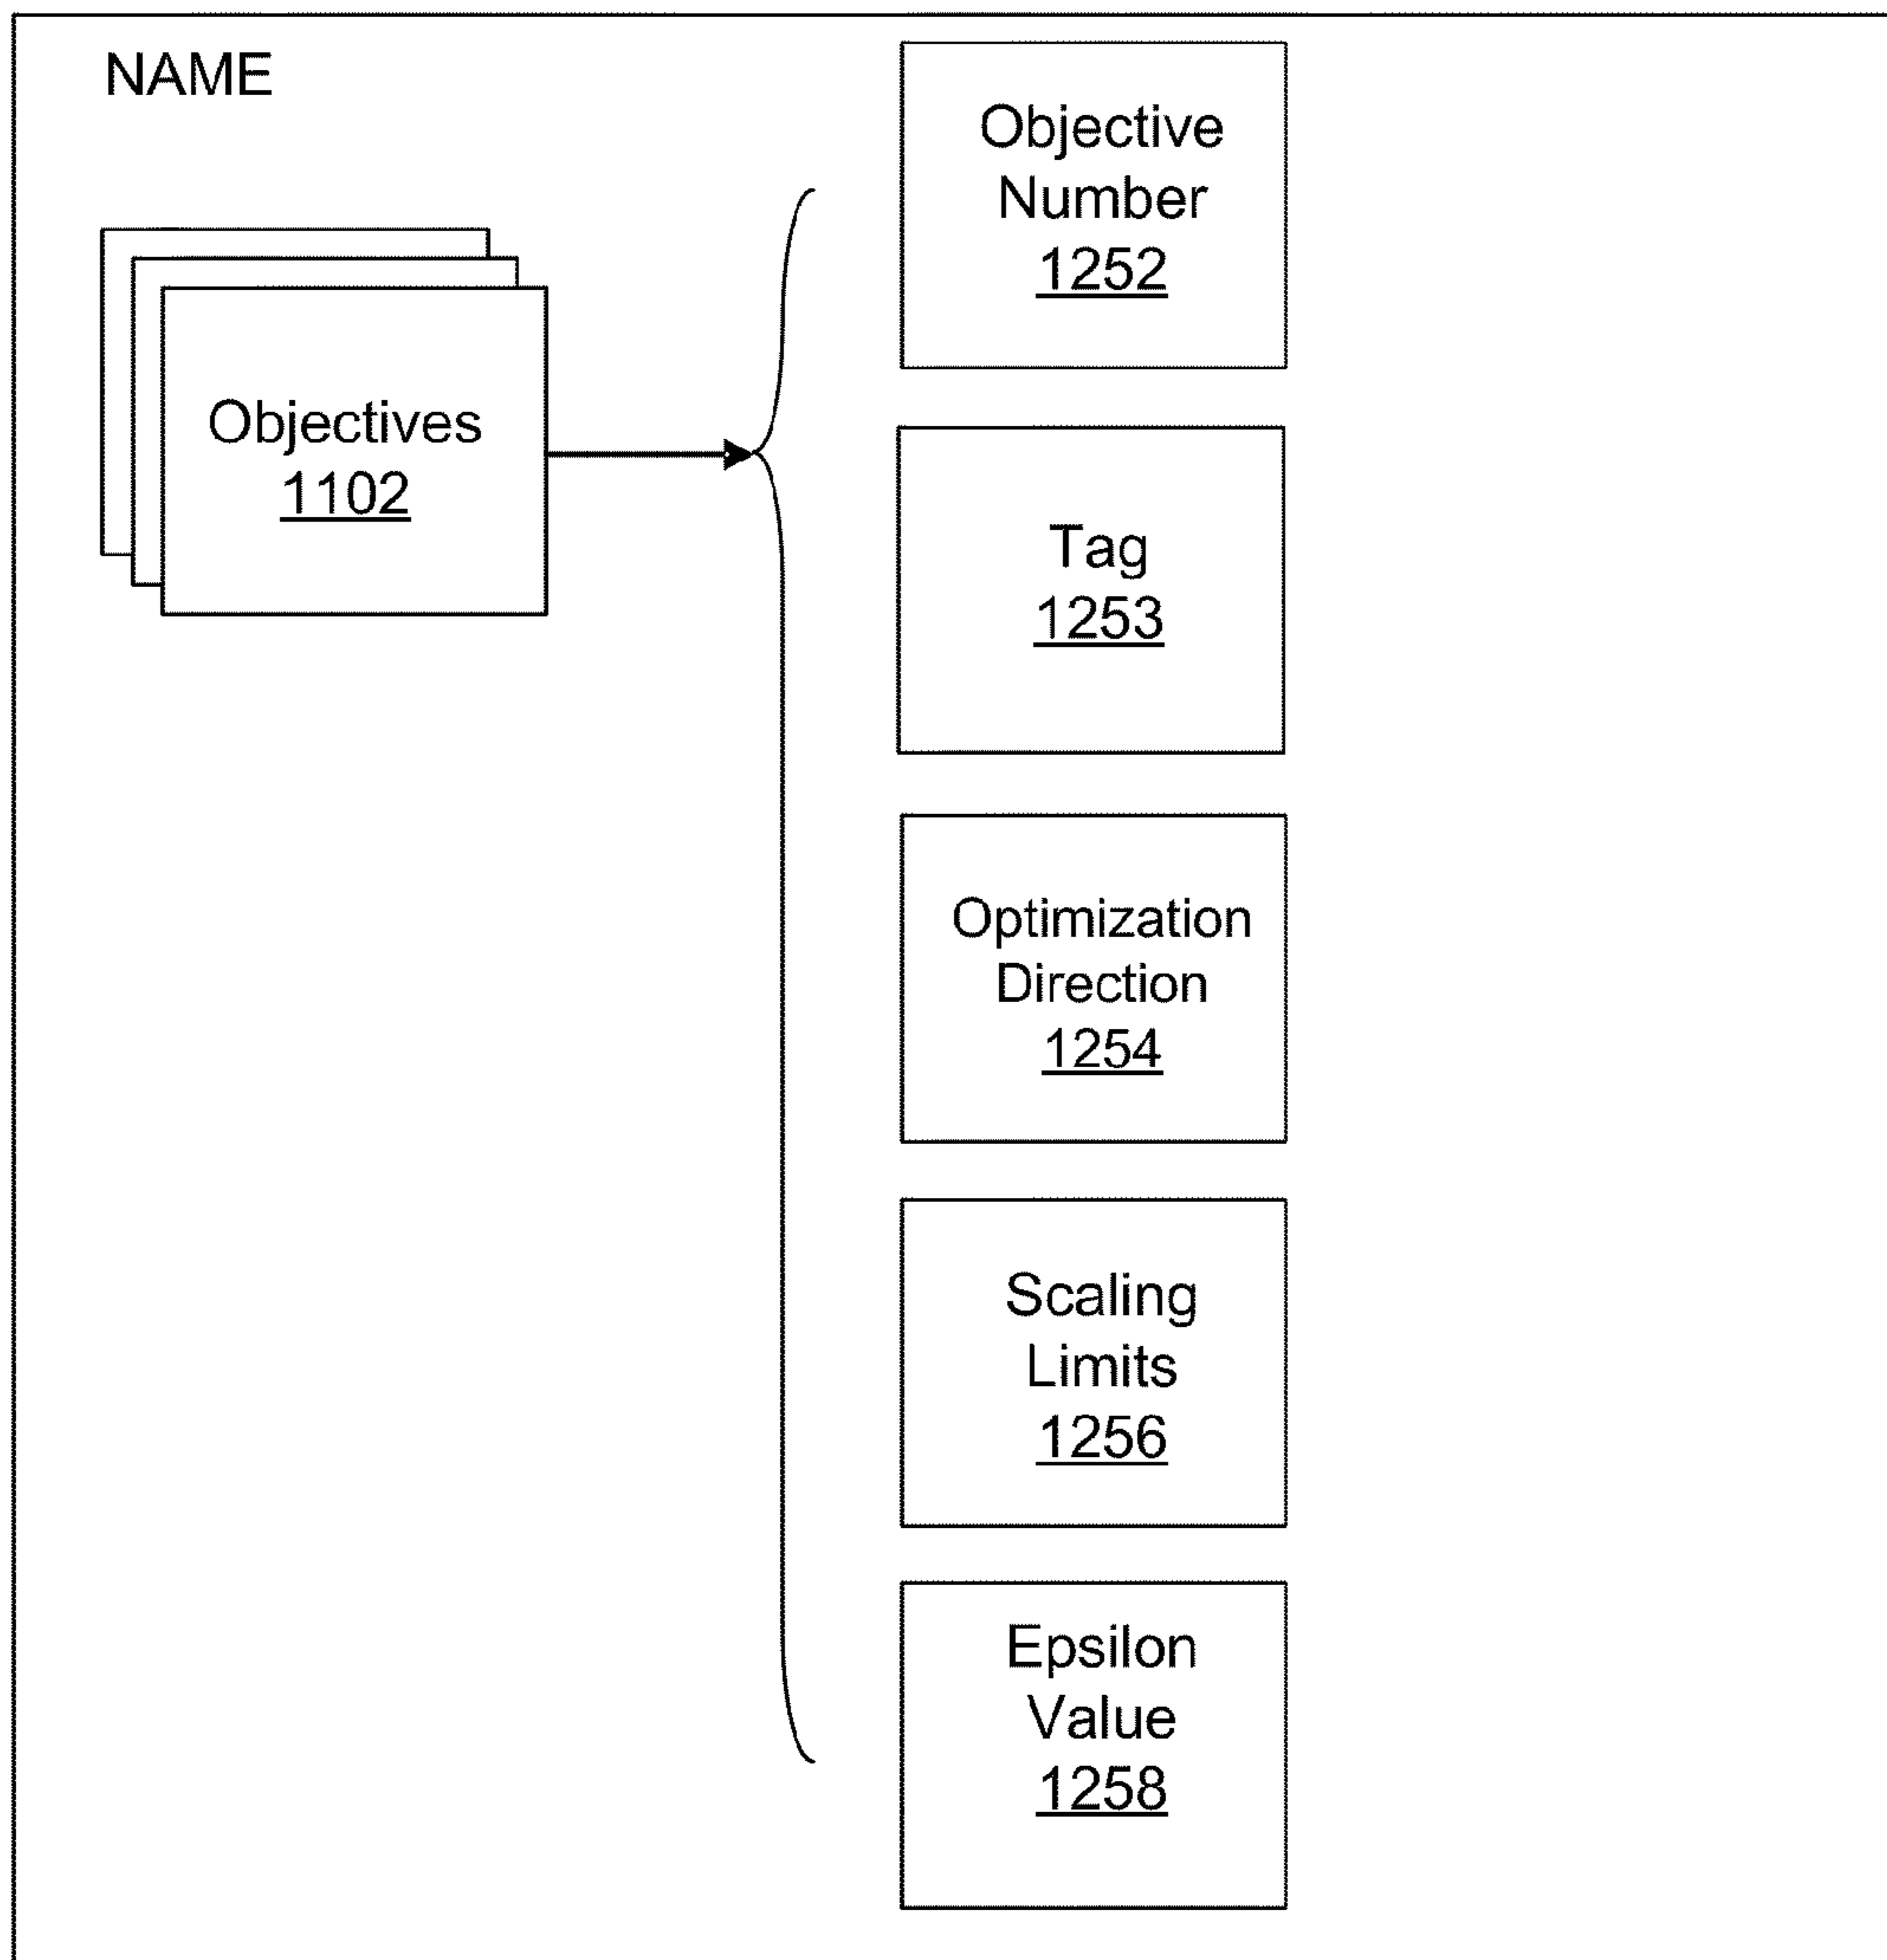 NAME
Objectives
1102
Objective
Number
1252
Tag
1253
Optimization
Direction
1254
Scaling
Limits
1256
Epsilon
Value
1258